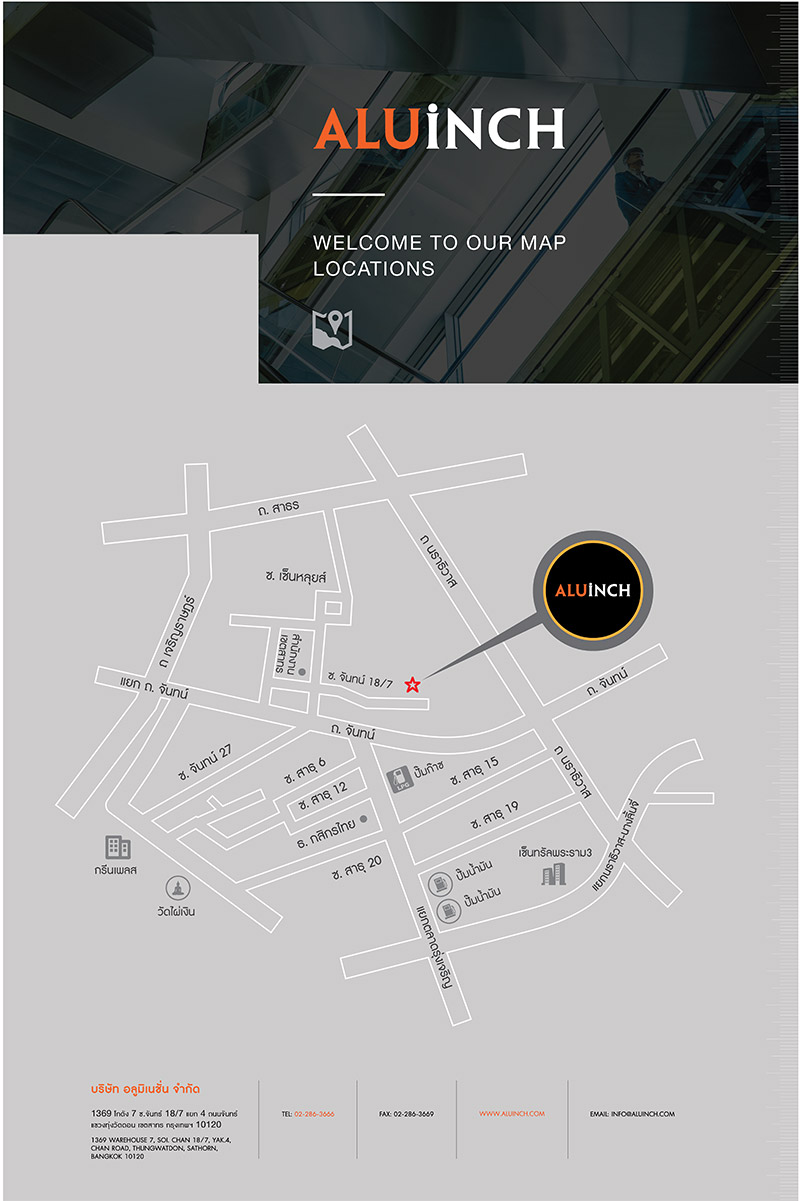 ALUiNCH
WELCOME TO OUR MAP
LOCATIONS
ถ. สาธร
ถ นราธิวาส
ซ. เซ็นหลุยส์
ALUiNCH
ถ เจริญราษฎร์
สำนักงาน
เขตสาทร
ซ. จันทน์ 18/7
แยก ถ. จันทน์
ถ. จันทน์
ถ. จันทน์
ซ. จันทน์ 27
ซ. สาธุ 6
LPG
ปั๊มก๊าซ
ซ. สาธุ 15
ถ นราธิวาส
ซ. สาธุ 12
ซ. สาธุ 19
ธ. กสิกรไทย
ซ. สาธุ 20
เซ็นทรัลพระราม3
แยกนราธิวาส-นางลิ้นจี่
กรีนเพลส
ปั๊มน้ำมัน
ปั๊มน้ำมัน
วัดไผ่เงิน
แยกตลาดรุ่งเจริญ
บริษัท อลูมิเนชั่น จำกัด
1369 โกดัง 7 ซ.จันทร์ 18/7 แยก 4 ถนนจันทร์
แขวงทุ่งวัดดอน เขตสาทร กรุงเทพฯ 10120
1369 WAREHOUSE 7, SOI. CHAN 18/7, YAK.4,
CHAN ROAD, THUNGWATDON, SATHORN,
BANGKOK 10120
TEL: 02-286-3666
FAX: 02-286-3669
WWW.ALUINCH.COM
EMAIL: INFO@ALUINCH.COM